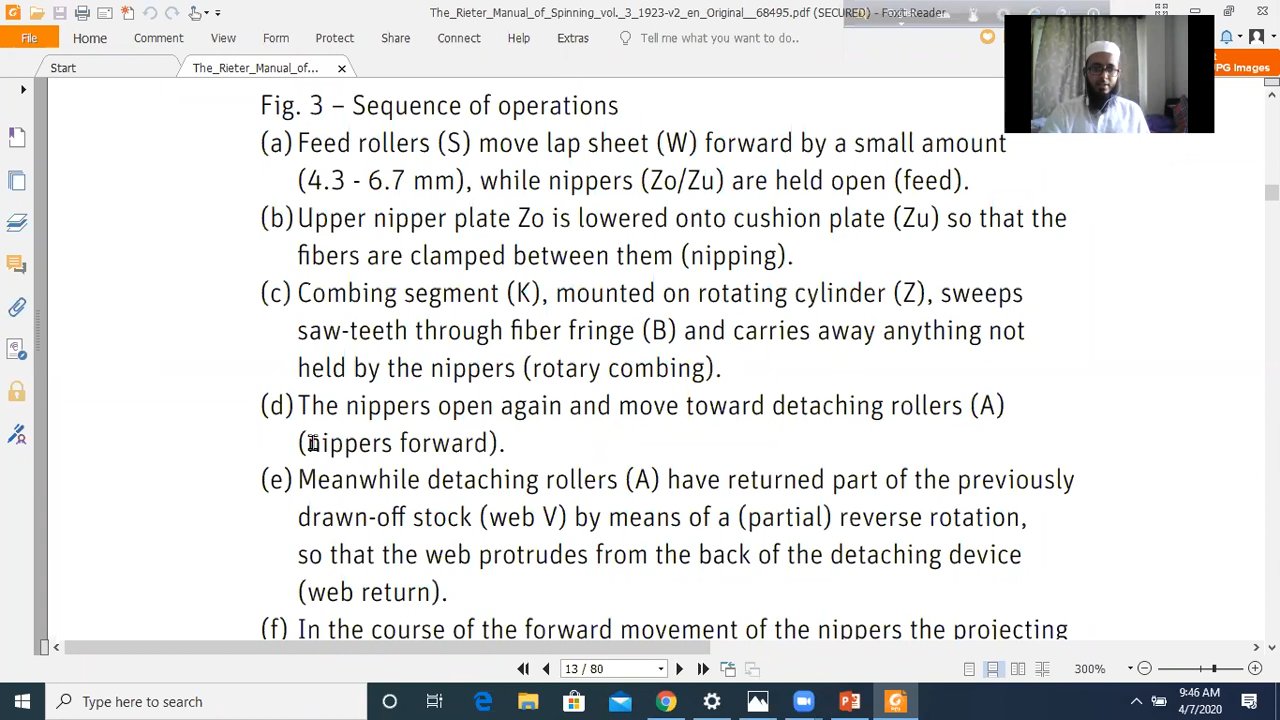 The_Rieter_Manual_of_Spinning_vol._3_1923-v2_en_Original__68495.pdf (SECURED) - Foxit Reader
File Home Comment View Form Protect Share Connect Help Extras Tell me what you want to do..
PG Images
Start The_Rieter_Manual_of...
Fig. 3 – Sequence of operations
(a) Feed rollers (S) move lap sheet (W) forward by a small amount
(4.3 - 6.7 mm), while nippers (Zo/Zu) are held open (feed).
(b) Upper nipper plate Zo is lowered onto cushion plate (Zu) so that the
fibers are clamped between them (nipping).
(c) Combing segment (K), mounted on rotating cylinder (Z), sweeps
saw-teeth through fiber fringe (B) and carries away anything not
held by the nippers (rotary combing).
(d) The nippers open again and move toward detaching rollers (A)
(nippers forward).
(e) Meanwhile detaching rollers (A) have returned part of the previously
drawn-off stock (web V) by means of a (partial) reverse rotation,
so that the web protrudes from the back of the detaching device
(web return).
(f) In the course of the forward movement of the nippers the projecting
13 / 80
300%
Type here to search
9:46 AM
4/7/2020